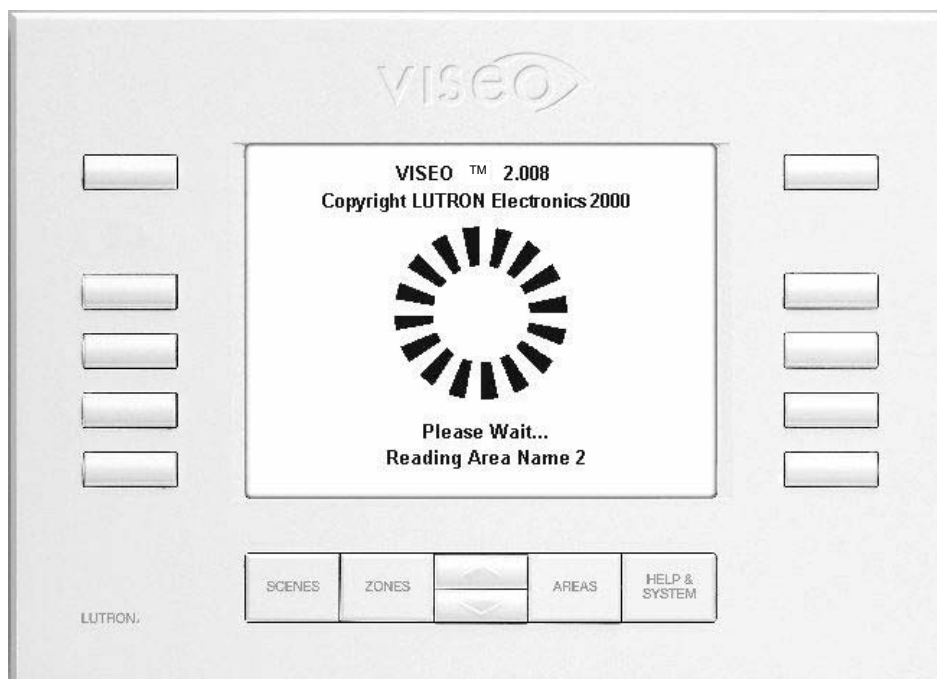 VISEO
VISEO ™ 2.008
Copyright LUTRON Electronics 2000
Please Wait...
Reading Area Name 2
SCENES
ZONES
AREAS
HELP &
SYSTEM
LUTRON.